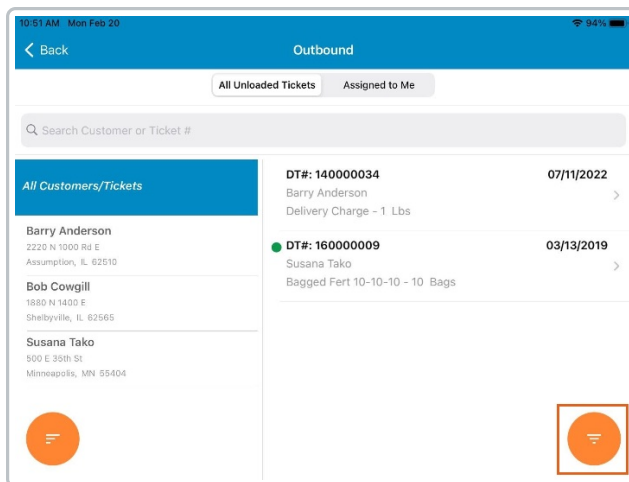 10:51 AM Mon Feb 20 94%
Back
Outbound
All Unloaded Tickets Assigned to Me
Search Customer or Ticket #
All Customers/Tickets
Barry Anderson
2220 N 1000 Rd E
Assumption, IL 62510
Bob Cowgill
1880 N 1400 E
Shelbyville, IL 62565
Susana Tako
500 E 35th St
Minneapolis, MN 55404
DT#: 140000034 07/11/2022
Barry Anderson
Delivery Charge - 1 Lbs
DT#: 160000009 03/13/2019
Susana Tako
Bagged Fert 10-10-10 - 10 Bags